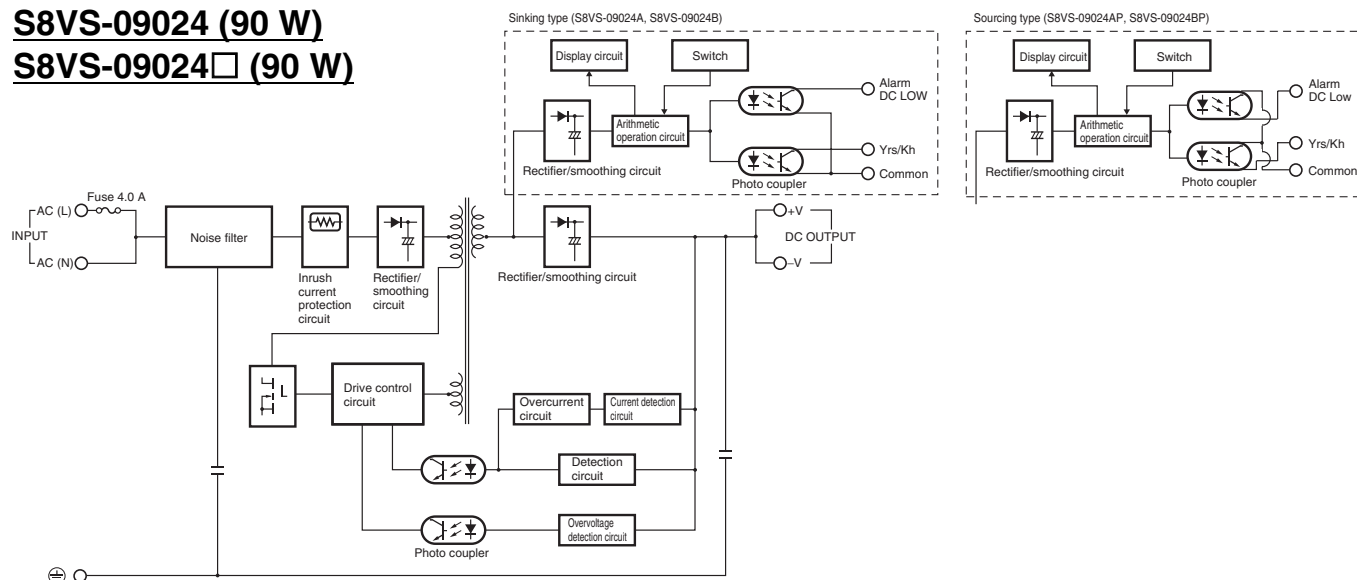 S8VS-09024 (90 W)
S8VS-09024□ (90 W)
Sinking type (S8VS-09024A, S8VS-09024B)
Display circuit
Switch
Alarm
DC LOW
Arithmetic
operation circuit
Yrs/Kh
Rectifier/smoothing circuit
Common
Photo coupler
Sourcing type (S8VS-09024AP, S8VS-09024BP)
Display circuit
Switch
Alarm
DC Low
Arithmetic
operation circuit
Yrs/Kh
Rectifier/smoothing circuit
Common
Photo coupler
Fuse 4.0 A
AC (L)
INPUT
AC (N)
Noise filter
Inrush
current
protection
circuit
Rectifier/
smoothing
circuit
Rectifier/smoothing circuit
+V
DC OUTPUT
–V
Drive control
circuit
Overcurrent
circuit
Current detection
circuit
Detection
circuit
Overvoltage
detection circuit
Photo coupler